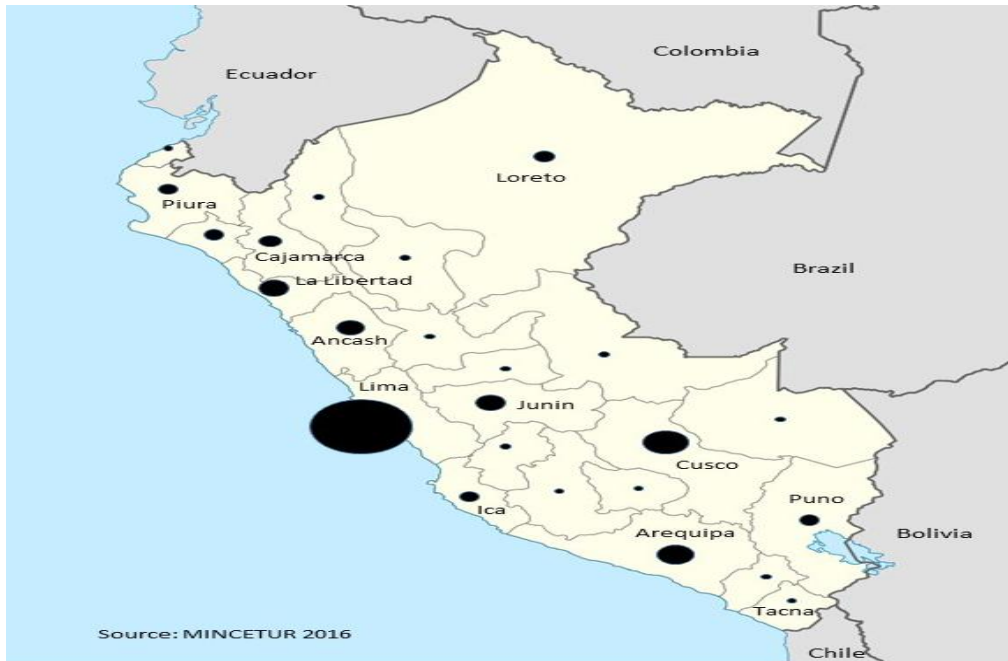 Colombia
Ecuador
Loreto
Piura
Cajamarca
Brazil
La Libertad
Ancash
Lima
Junin
Cusco
Puno
Ica
Arequipa
Bolivia
Tacna
Source: MINCETUR 2016
Chile